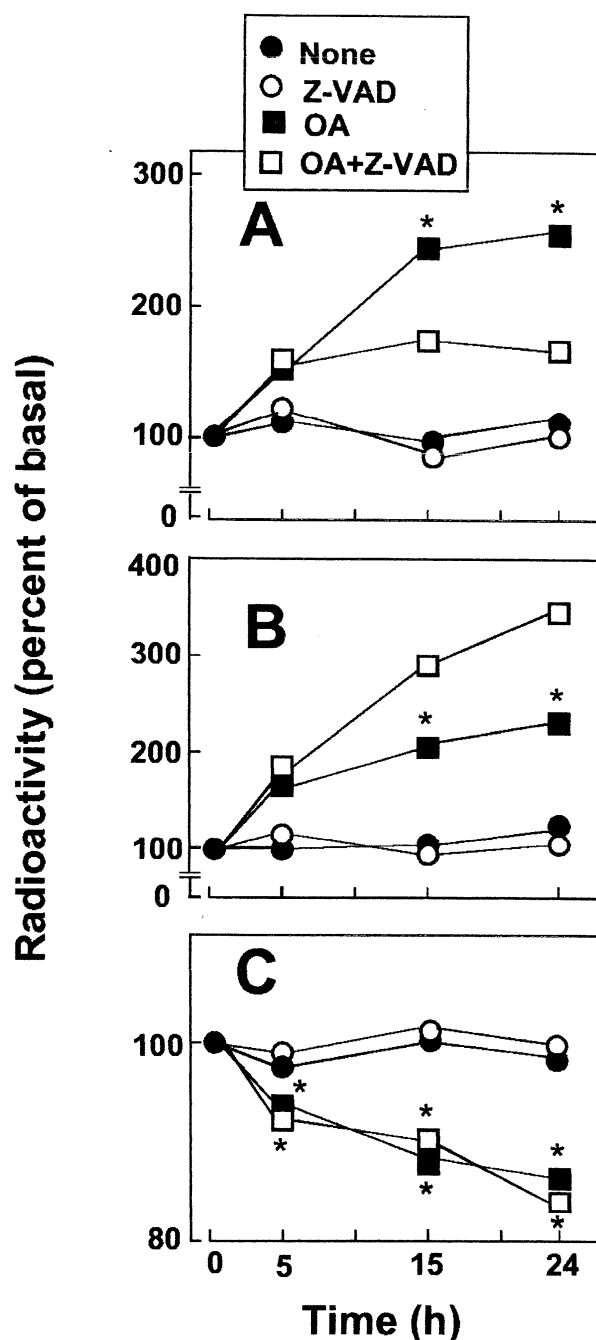 None
Z-VAD
OA
OA+Z-VAD
Radioactivity (percent of basal)
A
300
200
100
0
*
*
B
400
300
200
100
0
*
*
C
100
80
*
*
*
*
*
*
0 5 15 24
Time (h)